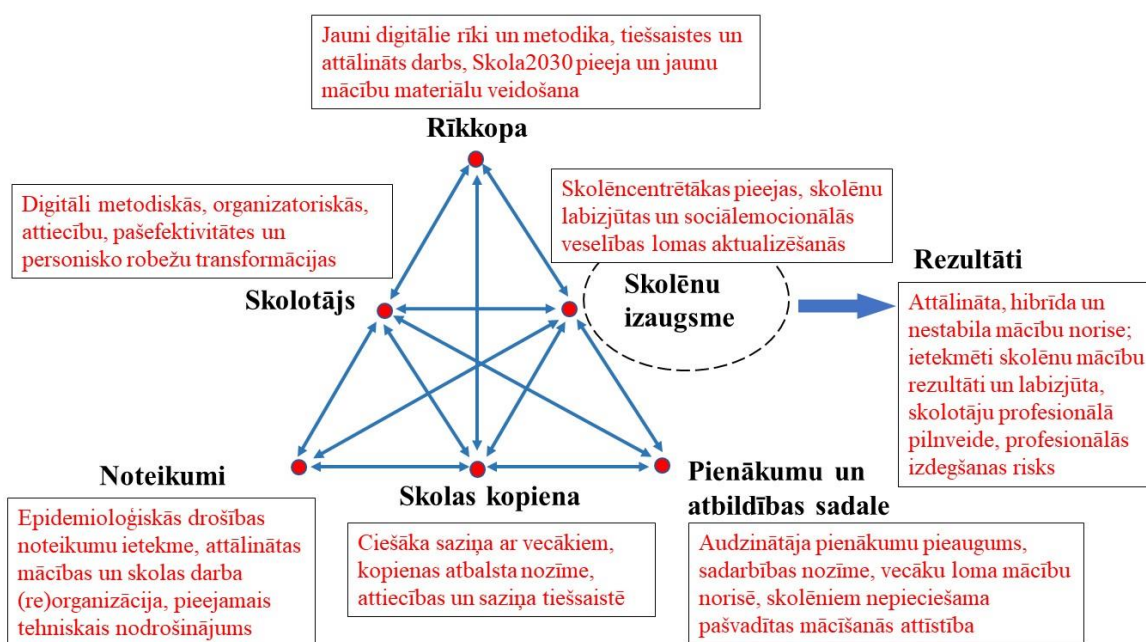 Jauni digitālie rīki un metodika, tiešsaistes un
attālināts darbs, Skola2030 pieeja un jaunu
mācību materiālu veidošana
Rīkkopa
Digitāli metodiskās, organizatoriskās,
attiecību, pašefektivitātes un
personisko robežu transformācijas
Skolotājs
Skolēncentrētākas pieejas, skolēnu
labizjūtas un sociālemocionālās
veselības lomas aktualizēšanās
Skolēnu
izaugsme
Rezultāti
Attālināta, hibrīda un
nestabila mācību norise;
ietekmēti skolēnu mācību
rezultāti un labizjūta,
skolotāju profesionālā
pilnveide, profesionālās
izdegšanas risks
Noteikumi
Epidemioloģiskās drošības
noteikumu ietekme, attālinātas
mācības un skolas darba
(re)organizācija, pieejamais
tehniskais nodrošinājums
Skolas kopiena
Ciešāka saziņa ar vecākiem,
kopienas atbalsta nozīme,
attiecības un saziņa tiešsaistē
Pienākumu un
atbildības sadale
Audzinātāja pienākumu pieaugums,
sadarbības nozīme, vecāku loma mācību
norisē, skolēniem nepieciešama
pašvadītas mācīšanās attīstība